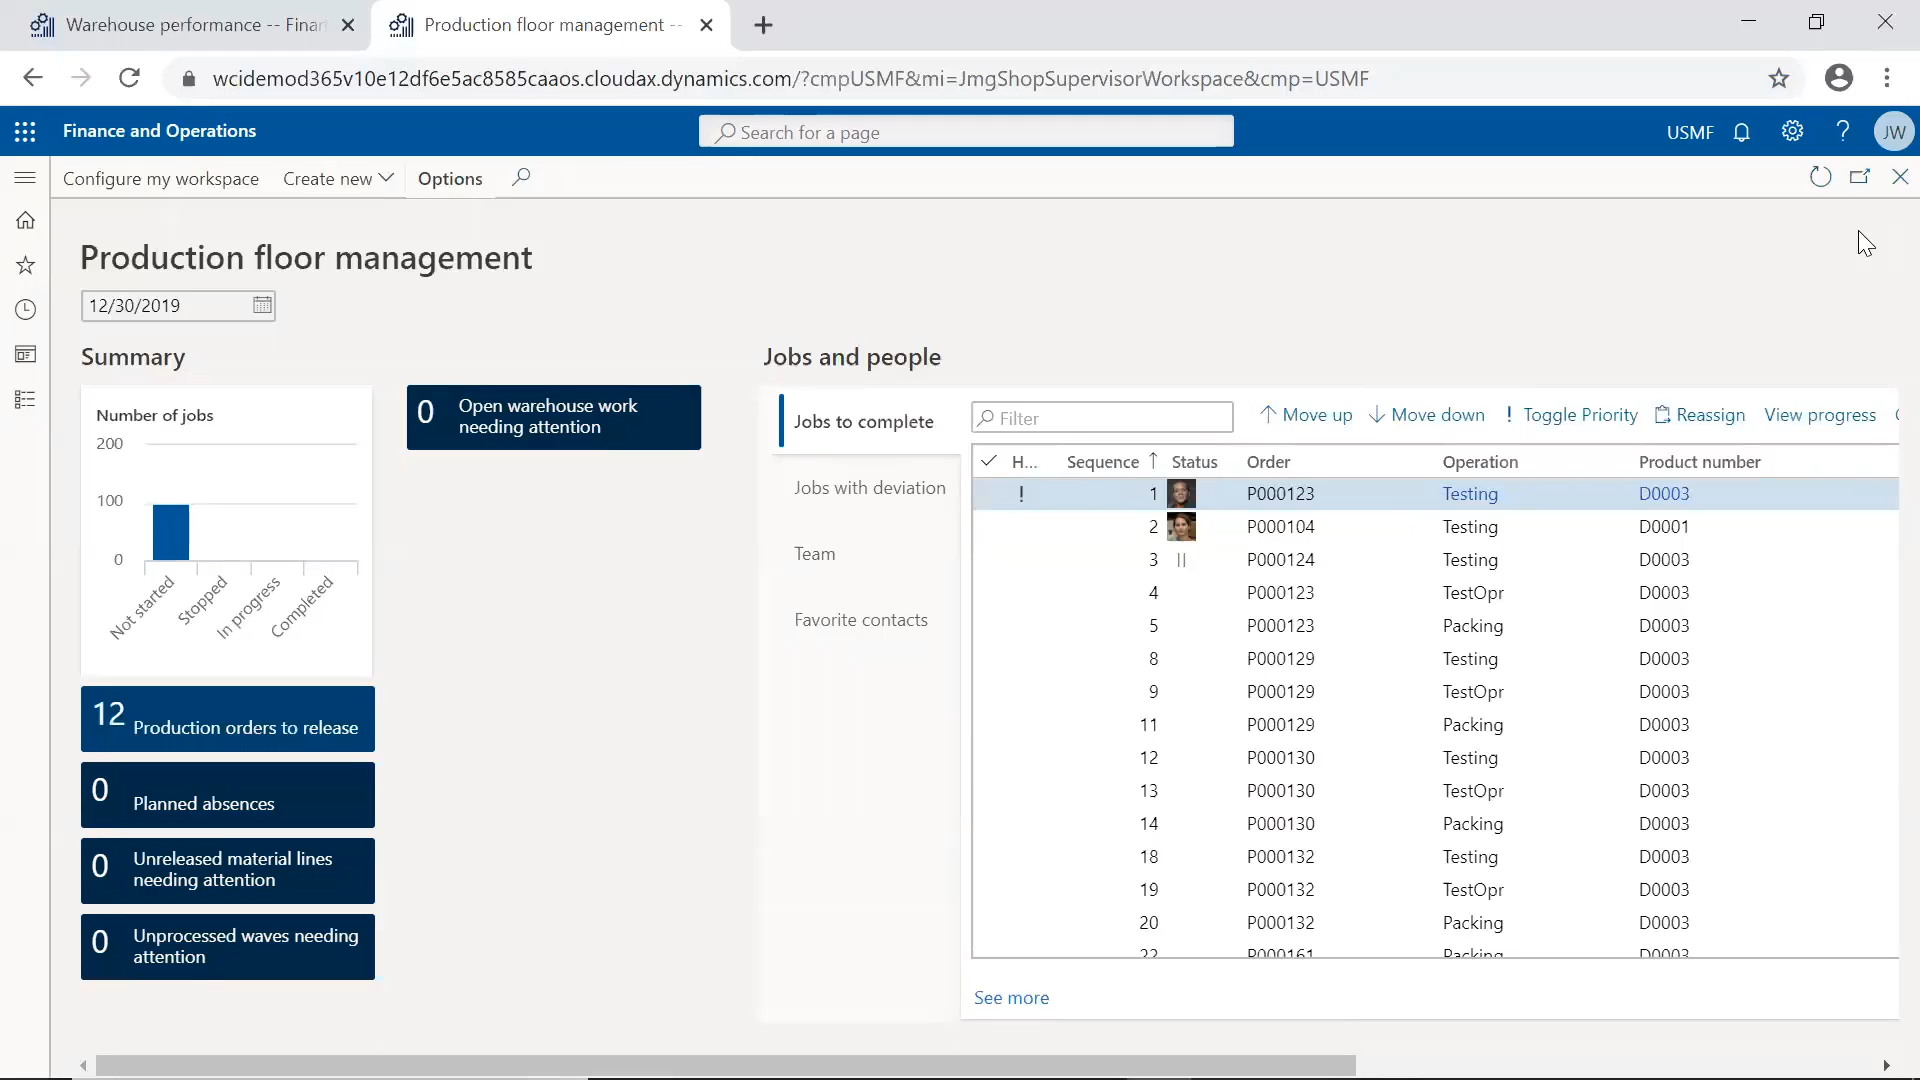 Warehouse performance -- Finan
Production floor management --
wcidemod365v10e12df6e5ac8585caaos.cloudax.dynamics.com/?cmpUSMF&mi=JmgShopSupervisorWorkspace&cmp=USMF
Finance and Operations
Search for a page
USMF
?
JW
Configure my workspace
Create new
Options
Production floor management
12/30/2019
Summary
Jobs and people
Number of jobs
200
100
0
Not started
Stopped
In progress
Completed
0 Open warehouse work
needing attention
12 Production orders to release
0 Planned absences
0 Unreleased material lines
needing attention
0 Unprocessed waves needing
attention
Jobs to complete
Jobs with deviation
Team
Favorite contacts
Filter
Move up
Move down
! Toggle Priority
Reassign
View progress
H... Sequence Status Order Operation Product number
! 1 P000123 Testing D0003
2 P000104 Testing D0001
3 P000124 Testing D0003
4 P000123 TestOpr D0003
5 P000123 Packing D0003
8 P000129 Testing D0003
9 P000129 TestOpr D0003
11 P000129 Packing D0003
12 P000130 Testing D0003
13 P000130 TestOpr D0003
14 P000130 Packing D0003
18 P000132 Testing D0003
19 P000132 TestOpr D0003
20 P000132 Packing D0003
22 P000161 Packing D0003
See more